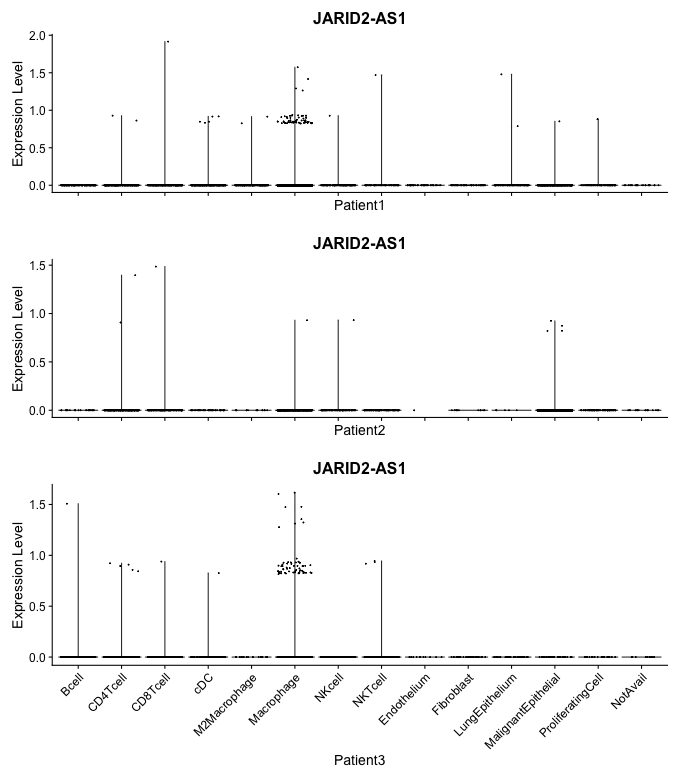 JARID2-AS1
Expression Level
2.0
1.5
1.0
0.5
0.0
Patient1
JARID2-AS1
Expression Level
1.5
1.0
0.5
0.0
Patient2
JARID2-AS1
Expression Level
1.5
1.0
0.5
0.0
Bcell
CD4Tcell
CD8Tcell
cDC
M2Macrophage
Macrophage
NKcell
NKTcell
Endothelium
Fibroblast
LungEpithelium
MalignantEpithelial
ProliferatingCell
NotAvail
Patient3